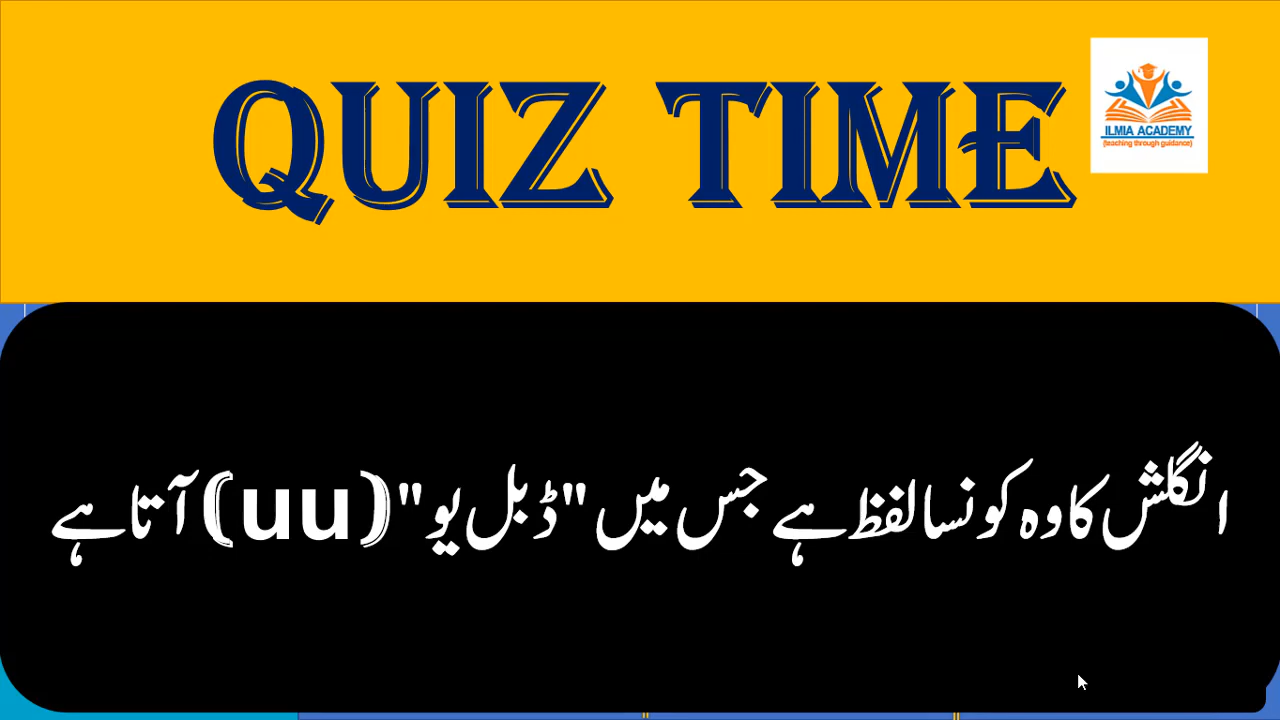 QUIZ TIME
ILMIA ACADEMY
(teaching through guidance)
انگلش کا وہ کونسا لفظ ہے جس میں "ڈبل یو" (uu) آتا ہے